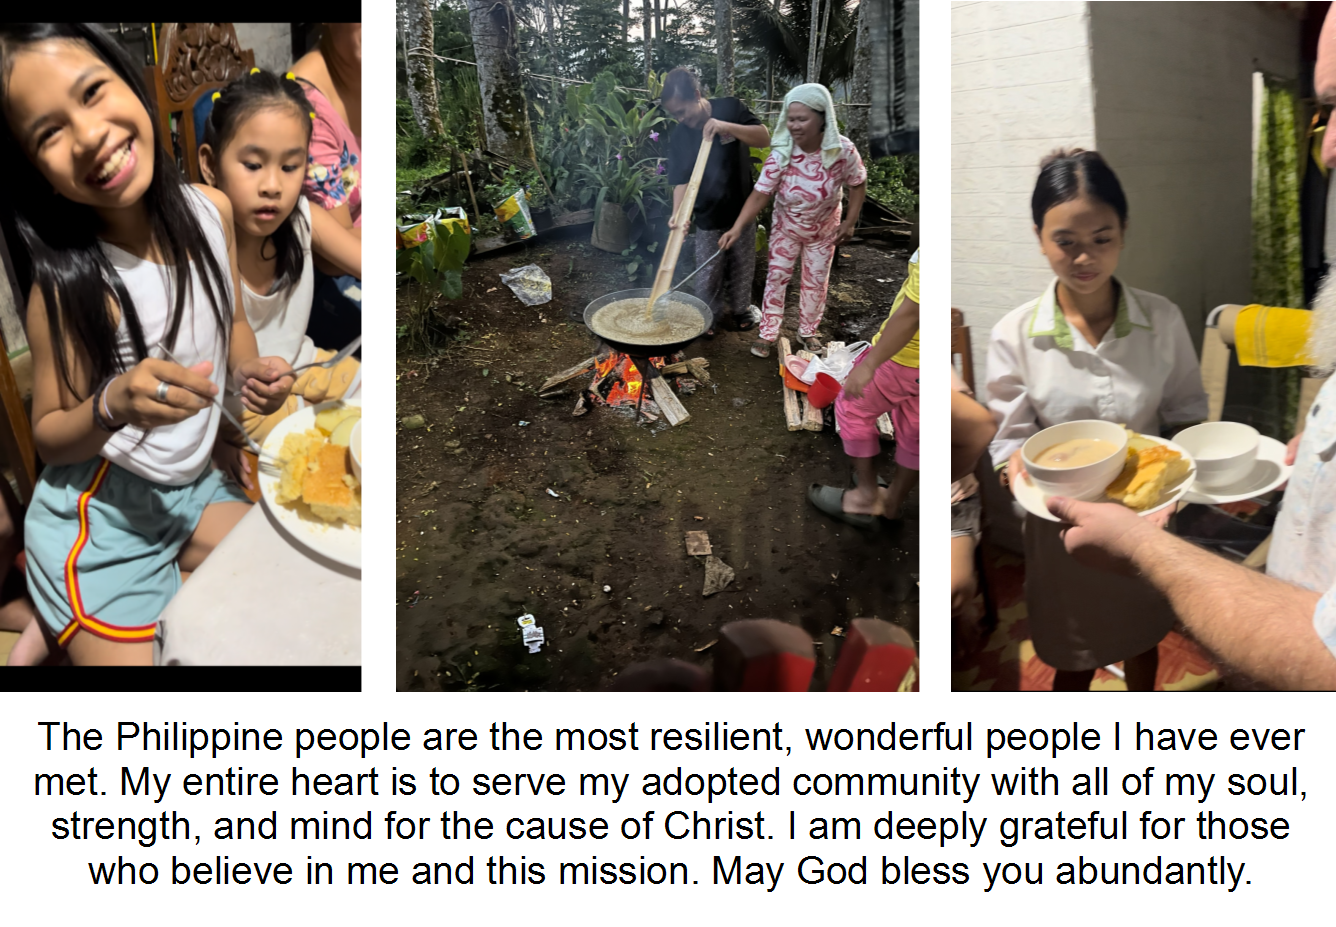 The Philippine people are the most resilient, wonderful people I have ever
met. My entire heart is to serve my adopted community with all of my soul,
strength, and mind for the cause of Christ. I am deeply grateful for those
who believe in me and this mission. May God bless you abundantly.